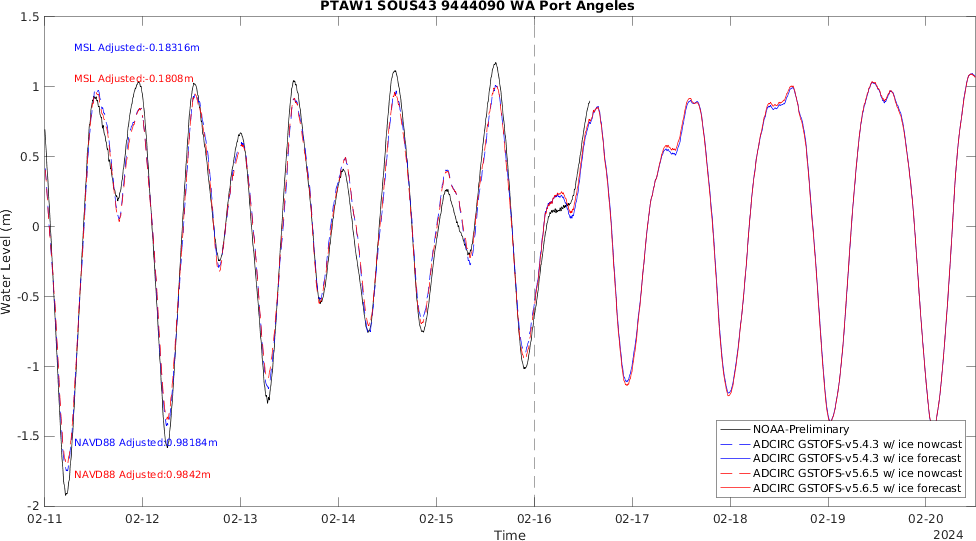 PTAW1 SOUS43 9444090 WA Port Angeles
1.5
MSL Adjusted:-0.18316m
MSL Adjusted:-0.1808m
1
0.5
0
-0.5
-1
-1.5
-2
Water Level (m)
NAVD88 Adjusted:0.98184m
NAVD88 Adjusted:0.9842m
NOAA-Preliminary
ADCIRC GSTOFS-v5.4.3 w/ ice nowcast
ADCIRC GSTOFS-v5.4.3 w/ ice forecast
ADCIRC GSTOFS-v5.6.5 w/ ice nowcast
ADCIRC GSTOFS-v5.6.5 w/ ice forecast
02-11 02-12 02-13 02-14 02-15 02-16 02-17 02-18 02-19 02-20
Time
2024